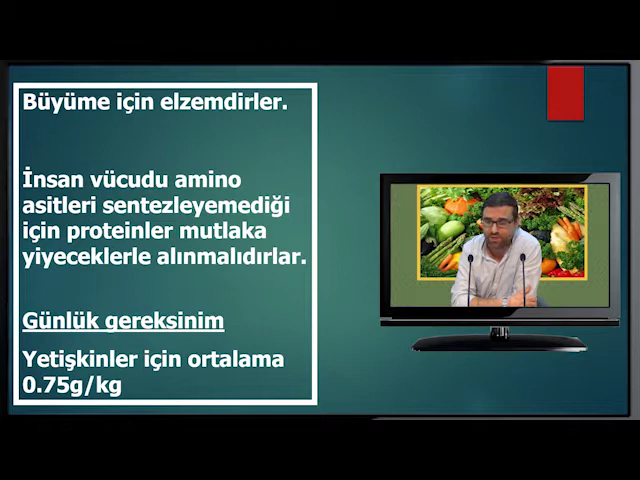 Büyüme için elzemdirler.
İnsan vücudu amino
asitleri sentezleyemediği
için proteinler mutlaka
yiyeceklerle alınmalıdırlar.
Günlük gereksinim
Yetişkinler için ortalama
0.75g/kg